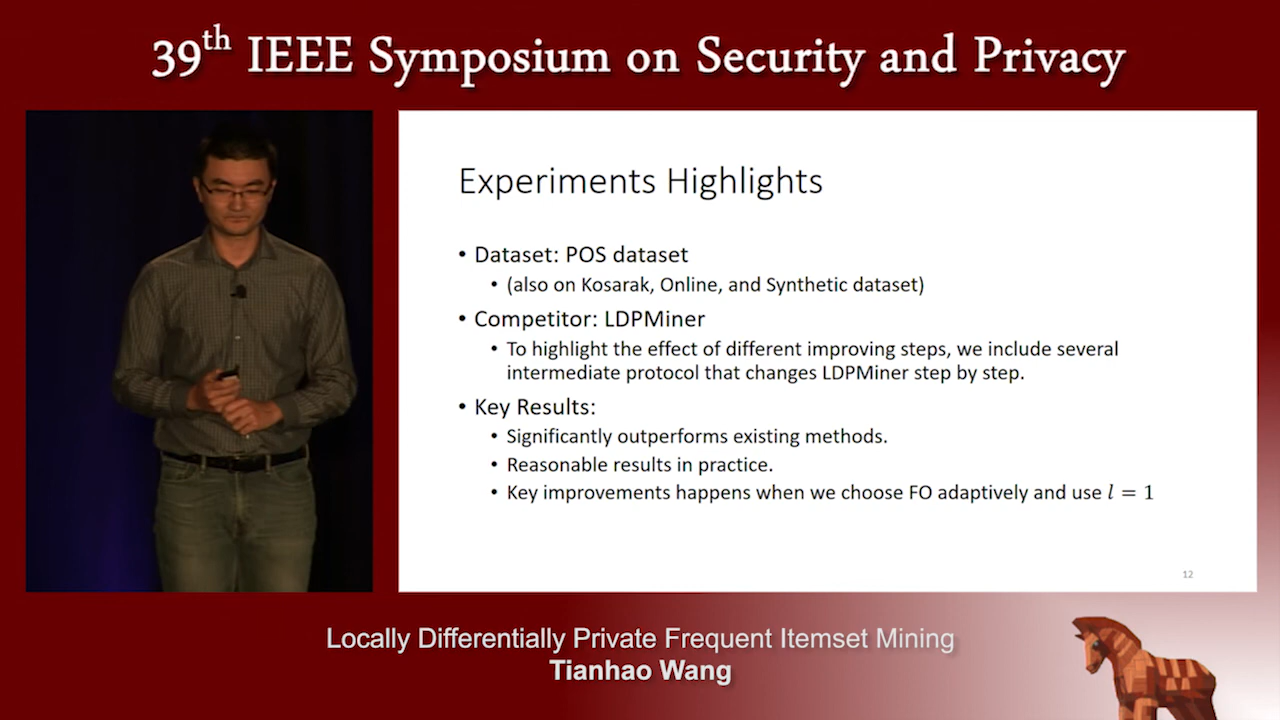 39th IEEE Symposium on Security and Privacy
Experiments Highlights
• Dataset: POS dataset
• (also on Kosarak, Online, and Synthetic dataset)
• Competitor: LDPMiner
• To highlight the effect of different improving steps, we include several
intermediate protocol that changes LDPMiner step by step.
• Key Results:
• Significantly outperforms existing methods.
• Reasonable results in practice.
• Key improvements happens when we choose FO adaptively and use l = 1
12
Locally Differentially Private Frequent Itemset Mining
Tianhao Wang